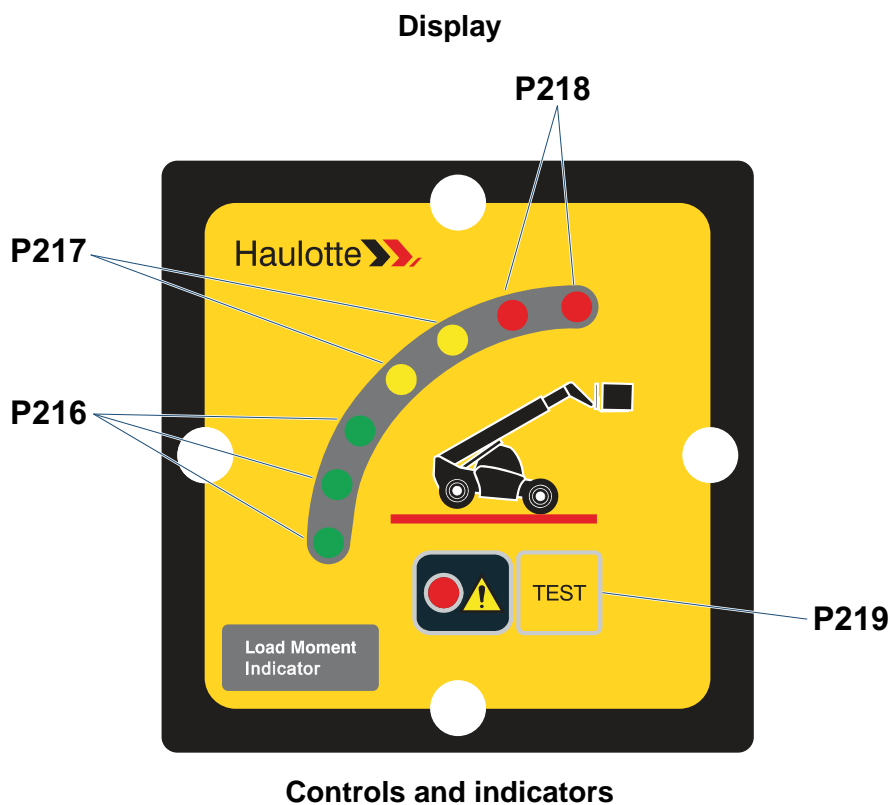 Display
P218
P217
Haulotte
P216
TEST
P219
Load Moment
Indicator
Controls and indicators